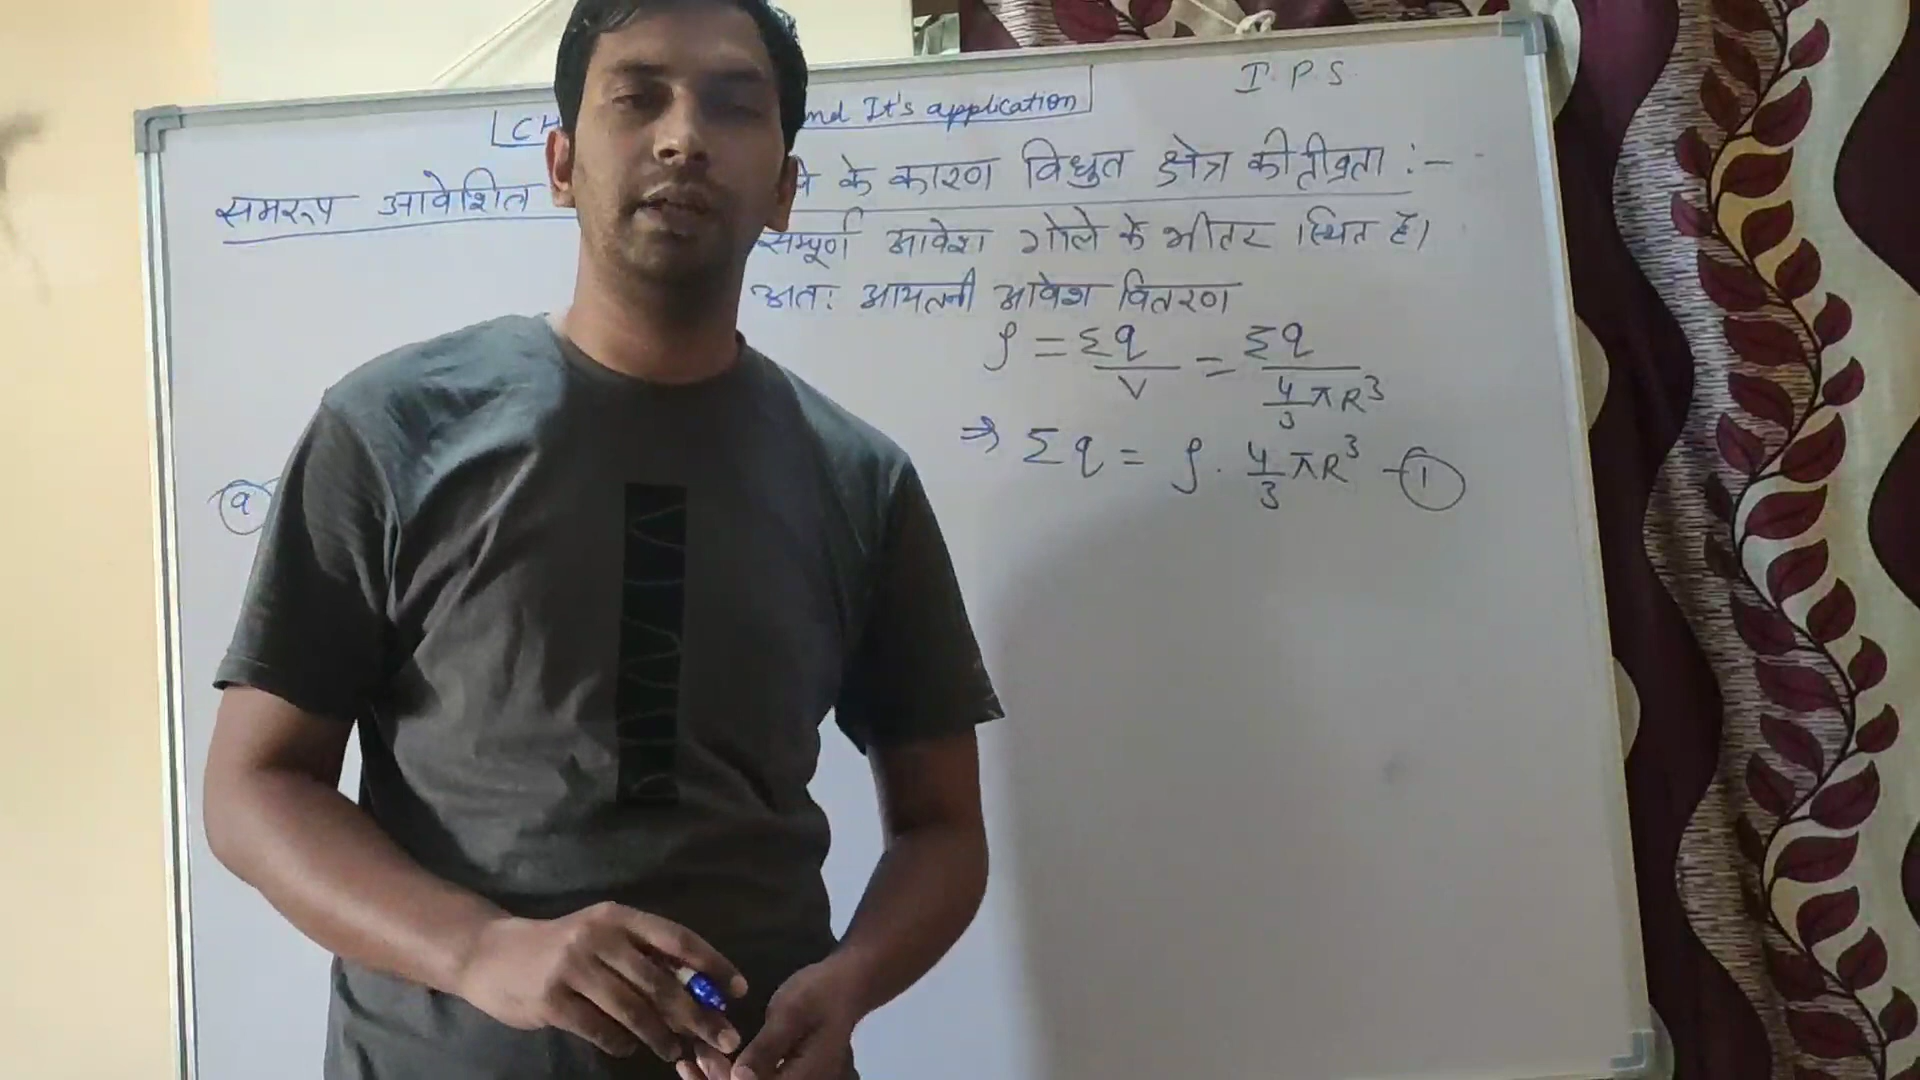 I.P.S.
CH nd It's application
समरूप आवेशित के कारण विधुत क्षेत्र की तीव्रता :-
सम्पूर्ण आवेश गोले के भीतर स्थित है।
अतः आयतनी आवेश वितरण
ρ = Σq / V = Σq / 4/3 πR³
⇒ Σq = ρ. 4/3 πR³ -①
(a)